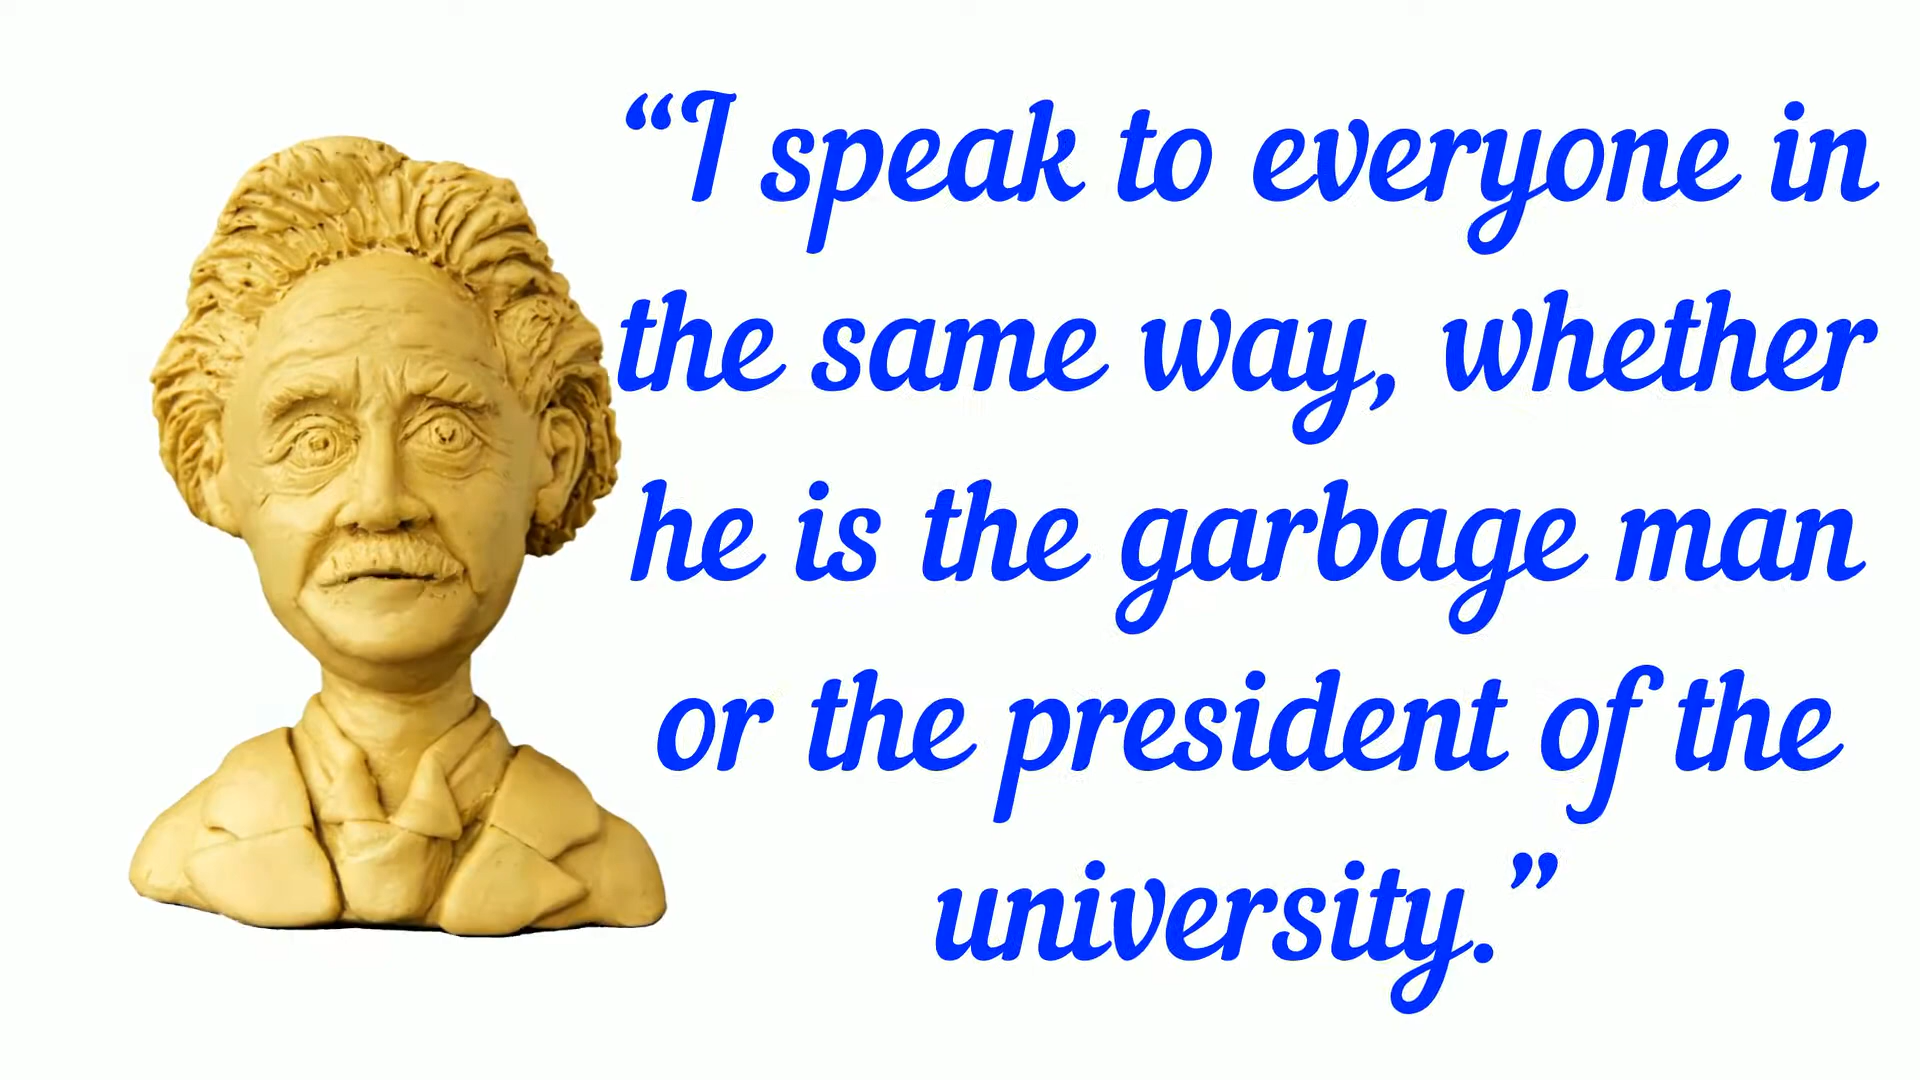 “I speak to everyone in
the same way, whether
he is the garbage man
or the president of the
university.”